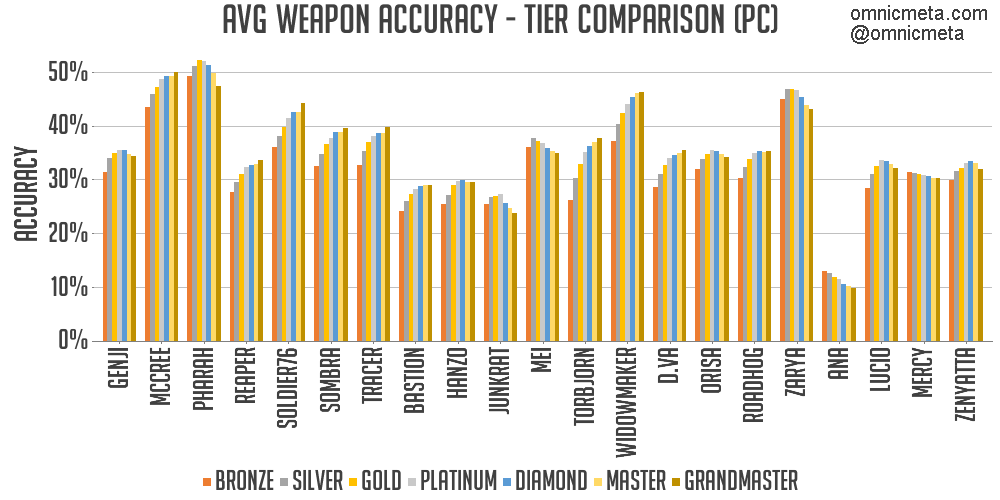 AVG WEAPON ACCURACY - TIER COMPARISON (PC)
omnicmeta.com
@omnicmeta
ACCURACY
50%
40%
30%
20%
10%
0%
GENJI
MCCREE
PHARAH
REAPER
SOLDIER76
SOMBRA
TRACER
BASTION
HANZO
JUNKRAT
MEI
TORBJORN
WIDOWMAKER
D.VA
ORISA
ROADHOG
ZARYA
ANA
LUCIO
MERCY
ZENYATTA
BRONZE SILVER GOLD PLATINUM DIAMOND MASTER GRANDMASTER